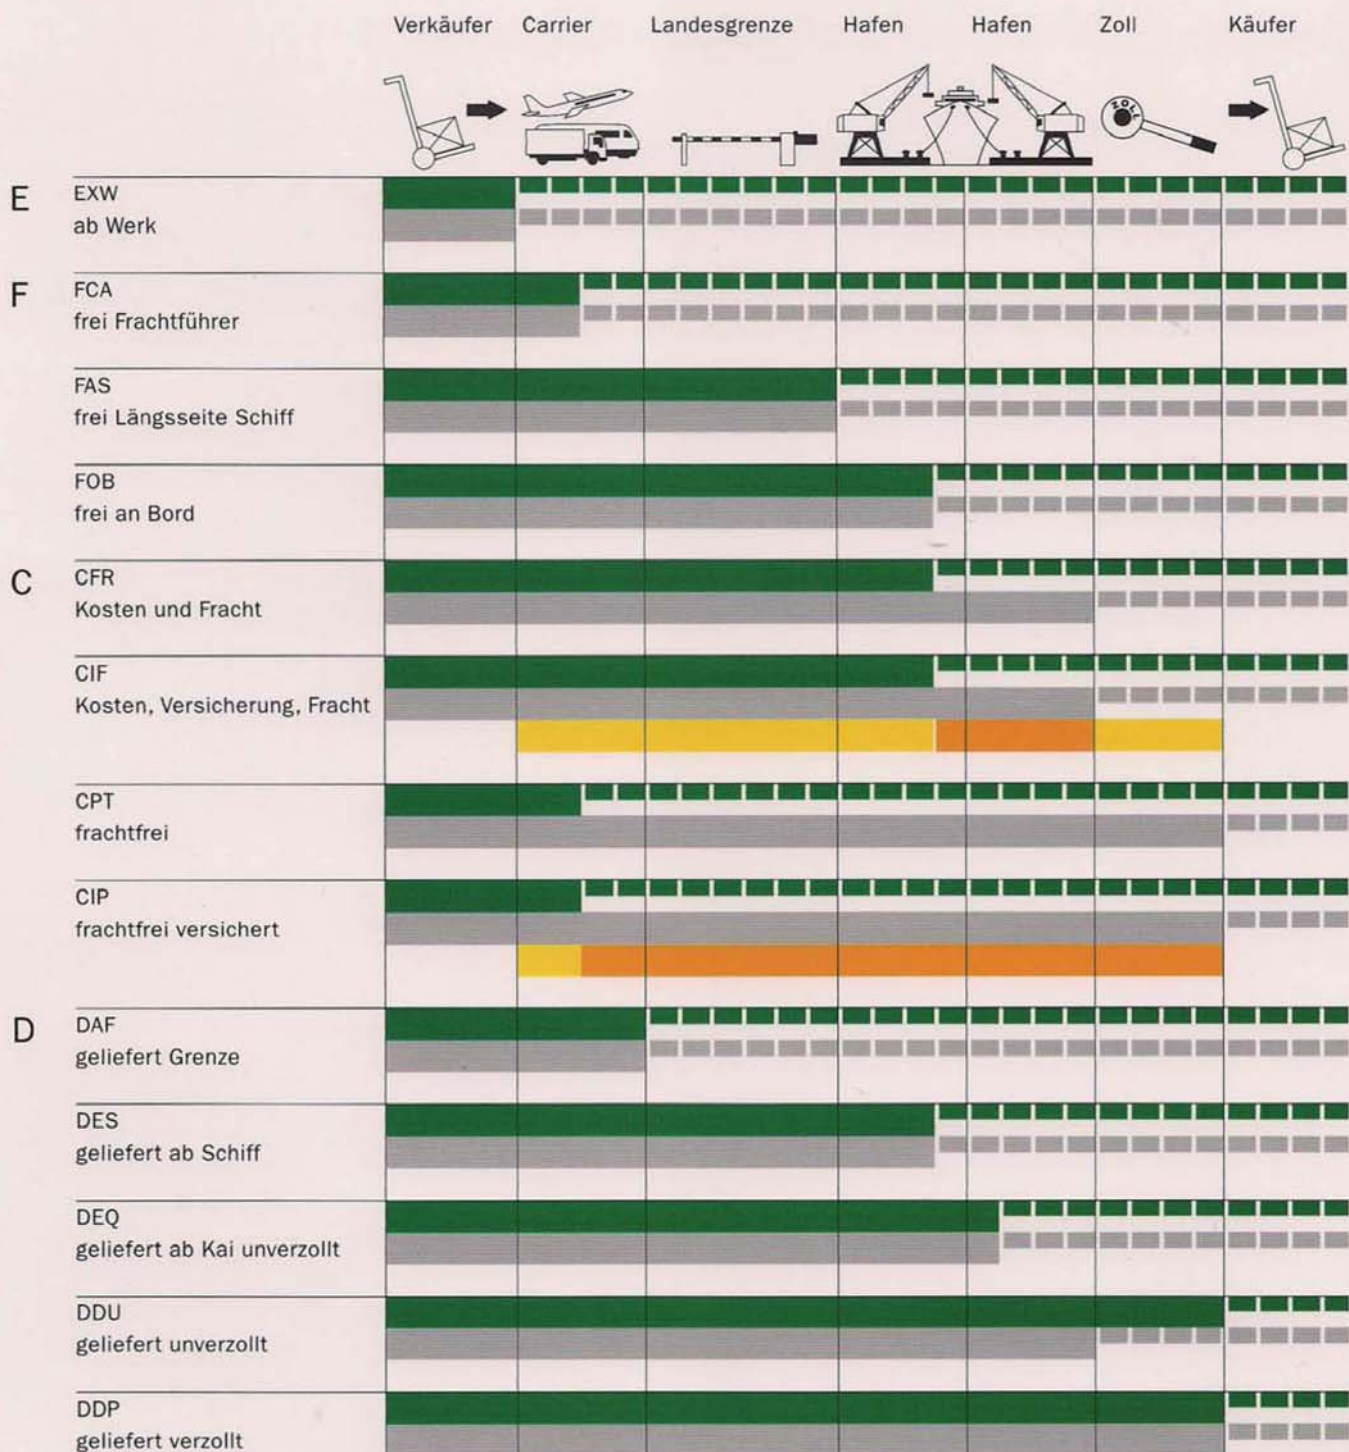 Verkäufer Carrier Landesgrenze Hafen Hafen Zoll Käufer
ZOLL
E EXW
ab Werk
F FCA
frei Frachtführer
FAS
frei Längsseite Schiff
FOB
frei an Bord
C CFR
Kosten und Fracht
CIF
Kosten, Versicherung, Fracht
CPT
frachtfrei
CIP
frachtfrei versichert
D DAF
geliefert Grenze
DES
geliefert ab Schiff
DEQ
geliefert ab Kai unverzollt
DDU
geliefert unverzollt
DDP
geliefert verzollt